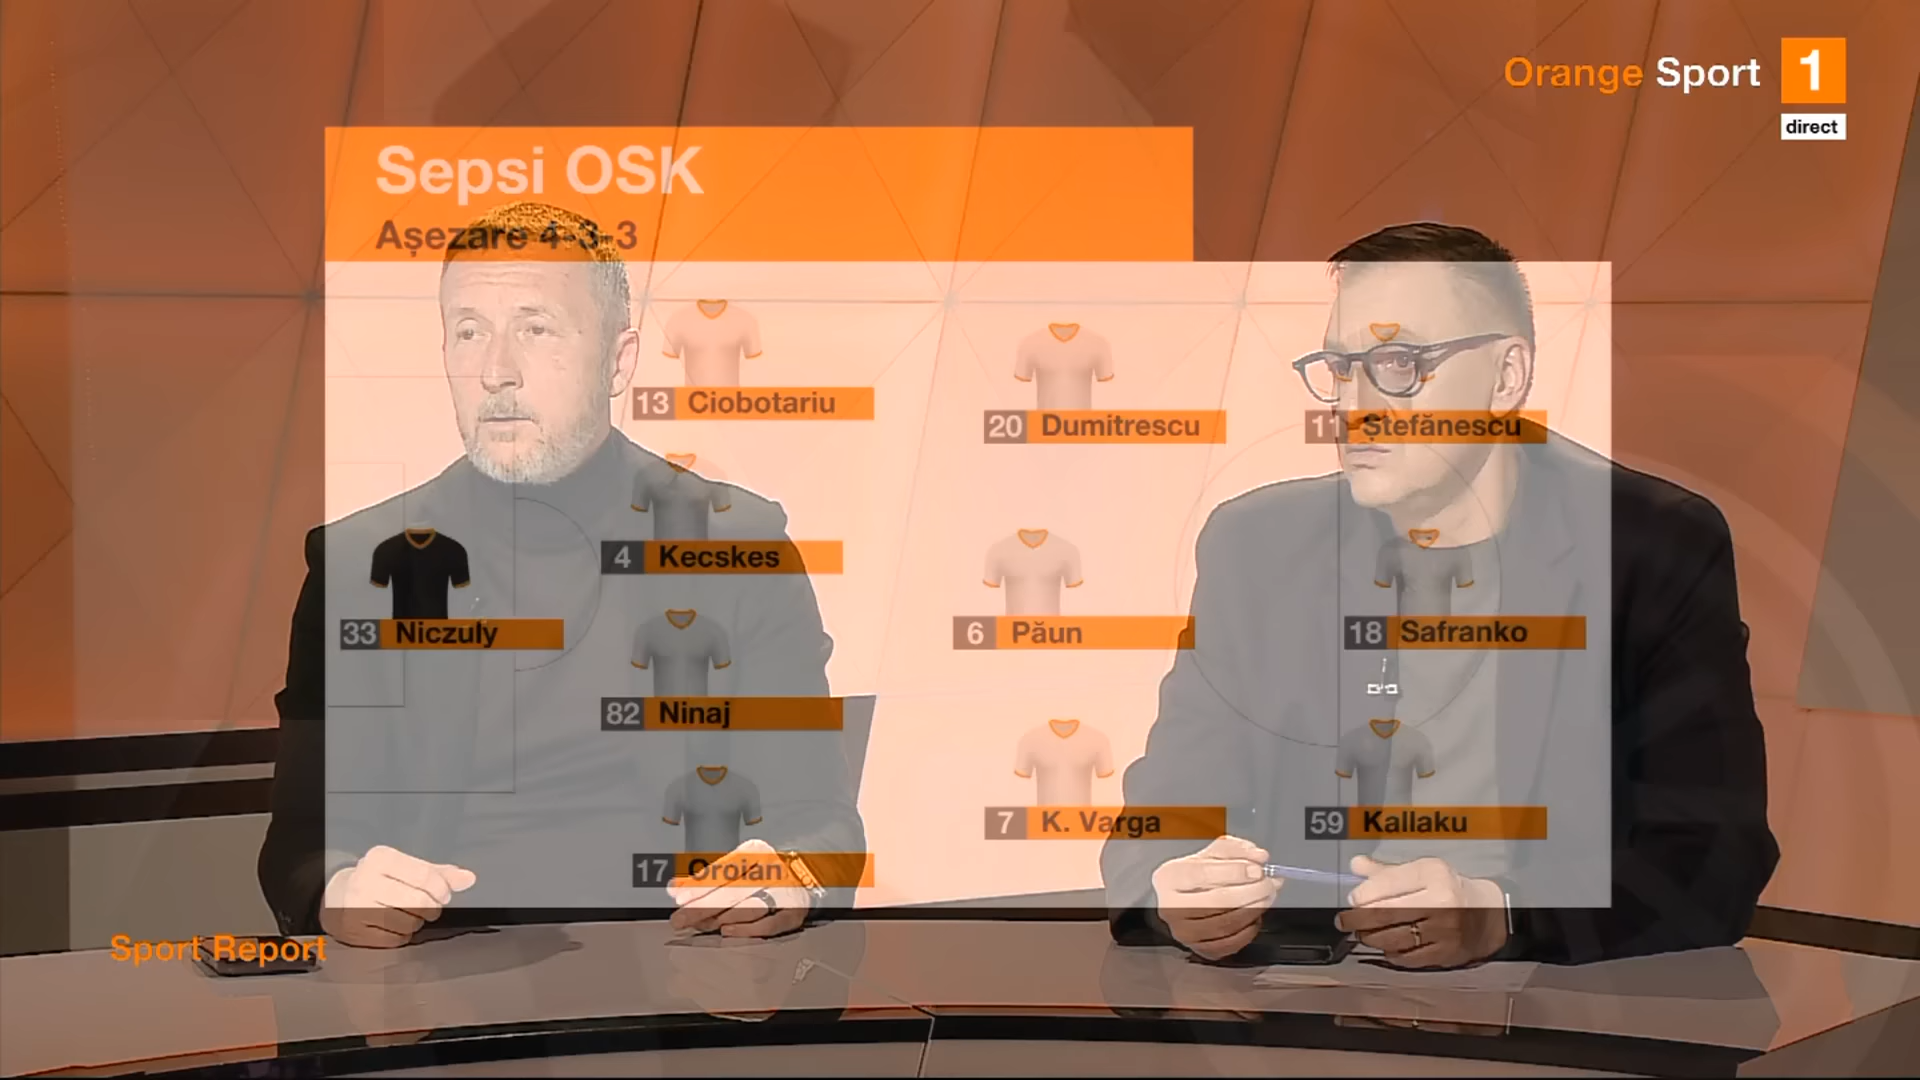 Orange Sport 1
direct
Sepsi OSK
Așezare 4-3-3
13 Ciobotariu
20 Dumitrescu
11 Ștefănescu
4 Kecskes
33 Niczuly
6 Păun
18 Safranko
82 Ninaj
7 K. Varga
59 Kallaku
17 Oroian
Sport Report